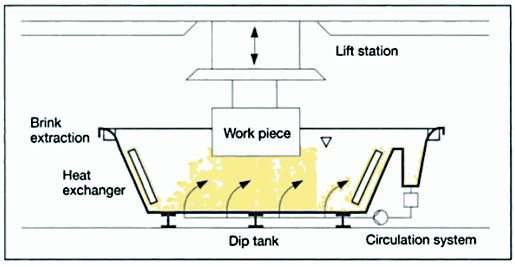 Lift station
Brink
extraction
Work piece
Heat
exchanger
Dip tank
Circulation system